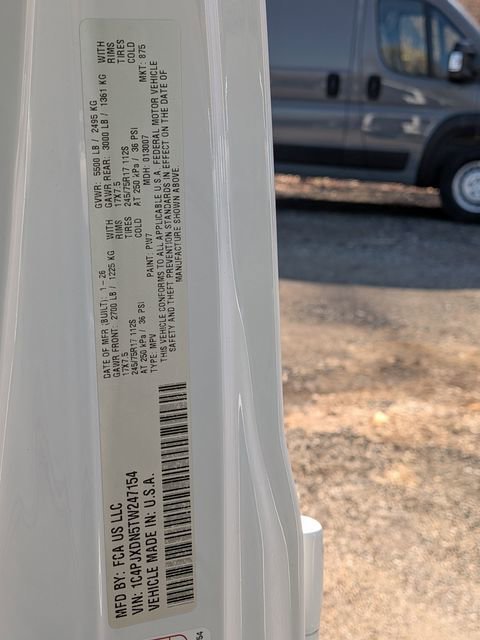 MFD BY: FCA US LLC
VIN: 1C4PJXDN5TW247154
VEHICLE MADE IN: U.S.A.
DATE OF MFR (BUILT): 1-26 GVWR: 5500 LB / 2495 KG
GAWR FRONT: 2700 LB / 1225 KG WITH GAWR REAR: 3000 LB / 1361 KG WITH
17X7.5 RIMS 17X7.5 RIMS
245/75R17 112S TIRES 245/75R17 112S TIRES
AT 250 kPa / 36 PSI COLD AT 250 kPa / 36 PSI COLD
TYPE: MPV PAINT: PW7 MDH: 013007 MKT: 875
THIS VEHICLE CONFORMS TO ALL APPLICABLE U.S.A. FEDERAL MOTOR VEHICLE
SAFETY AND THEFT PREVENTION STANDARDS IN EFFECT ON THE DATE OF
MANUFACTURE SHOWN ABOVE.
54